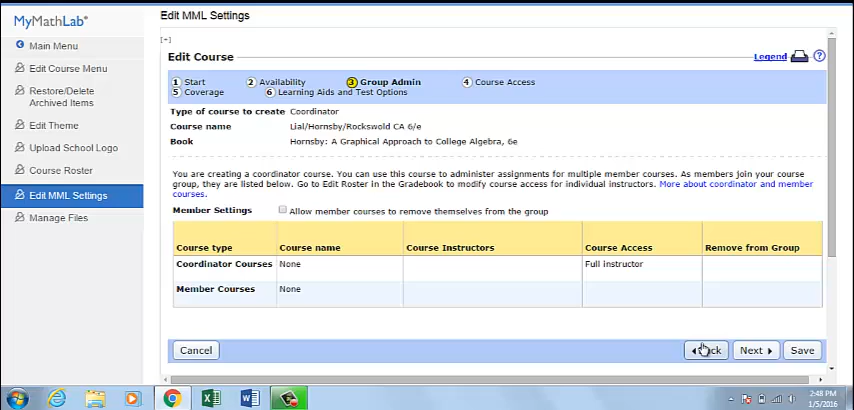 MyMathLab®
Edit MML Settings
Main Menu
Edit Course Menu
Restore/Delete
Archived Items
Edit Theme
Upload School Logo
Course Roster
Edit MML Settings
Manage Files
[+]
Edit Course
Legend
?
1 Start 2 Availability 3 Group Admin 4 Course Access
5 Coverage 6 Learning Aids and Test Options
Type of course to create Coordinator
Course name Lial/Hornsby/Rockswold CA 6/e
Book Hornsby: A Graphical Approach to College Algebra, 6e
You are creating a coordinator course. You can use this course to administer assignments for multiple member courses. As members join your course
group, they are listed below. Go to Edit Roster in the Gradebook to modify course access for individual instructors. More about coordinator and member
courses.
Member Settings Allow member courses to remove themselves from the group
Course type Course name Course Instructors Course Access Remove from Group
Coordinator Courses None Full instructor
Member Courses None
Cancel Back Next Save
2:48 PM
1/5/2016